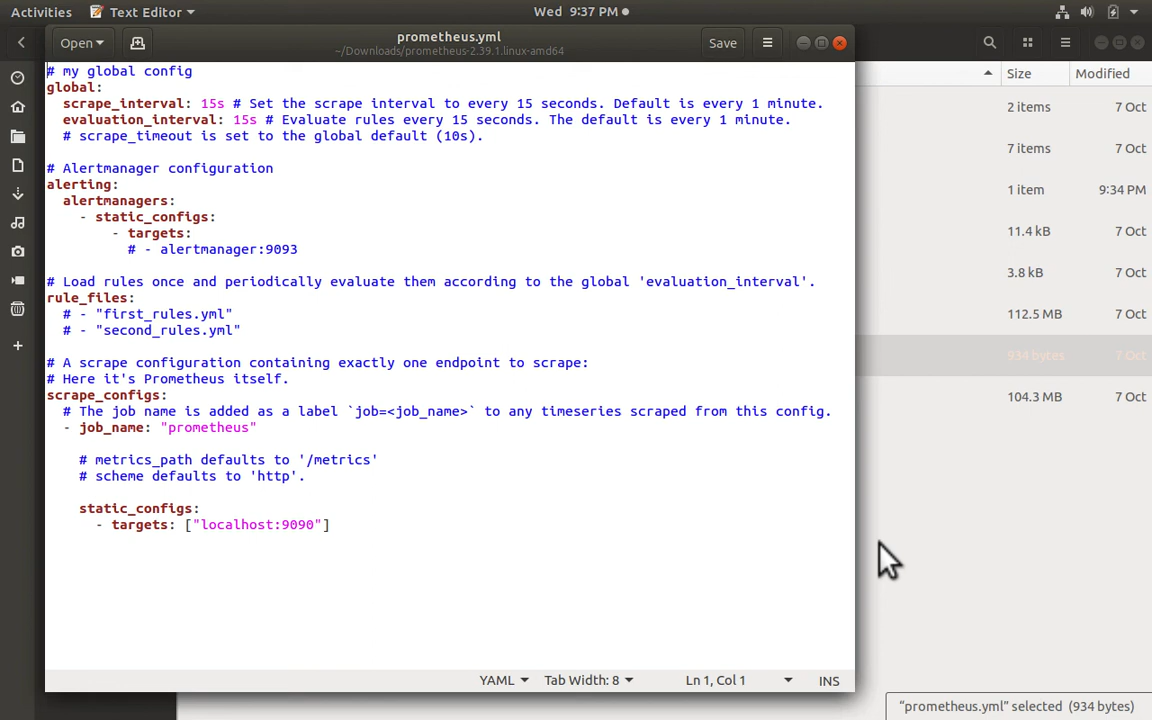 Activities Text Editor Wed 9:37 PM
Open prometheus.yml Save
~/Downloads/prometheus-2.39.1.linux-amd64
# my global config
global:
scrape_interval: 15s # Set the scrape interval to every 15 seconds. Default is every 1 minute.
evaluation_interval: 15s # Evaluate rules every 15 seconds. The default is every 1 minute.
# scrape_timeout is set to the global default (10s).
# Alertmanager configuration
alerting:
alertmanagers:
- static_configs:
- targets:
# - alertmanager:9093
# Load rules once and periodically evaluate them according to the global 'evaluation_interval'.
rule_files:
# - "first_rules.yml"
# - "second_rules.yml"
# A scrape configuration containing exactly one endpoint to scrape:
# Here it's Prometheus itself.
scrape_configs:
# The job name is added as a label `job=<job_name>` to any timeseries scraped from this config.
- job_name: "prometheus"
# metrics_path defaults to '/metrics'
# scheme defaults to 'http'.
static_configs:
- targets: ["localhost:9090"]
YAML Tab Width: 8 Ln 1, Col 1 INS
Size Modified
2 items 7 Oct
7 items 7 Oct
1 item 9:34 PM
11.4 kB 7 Oct
3.8 kB 7 Oct
112.5 MB 7 Oct
934 bytes 7 Oct
104.3 MB 7 Oct
"prometheus.yml" selected (934 bytes)